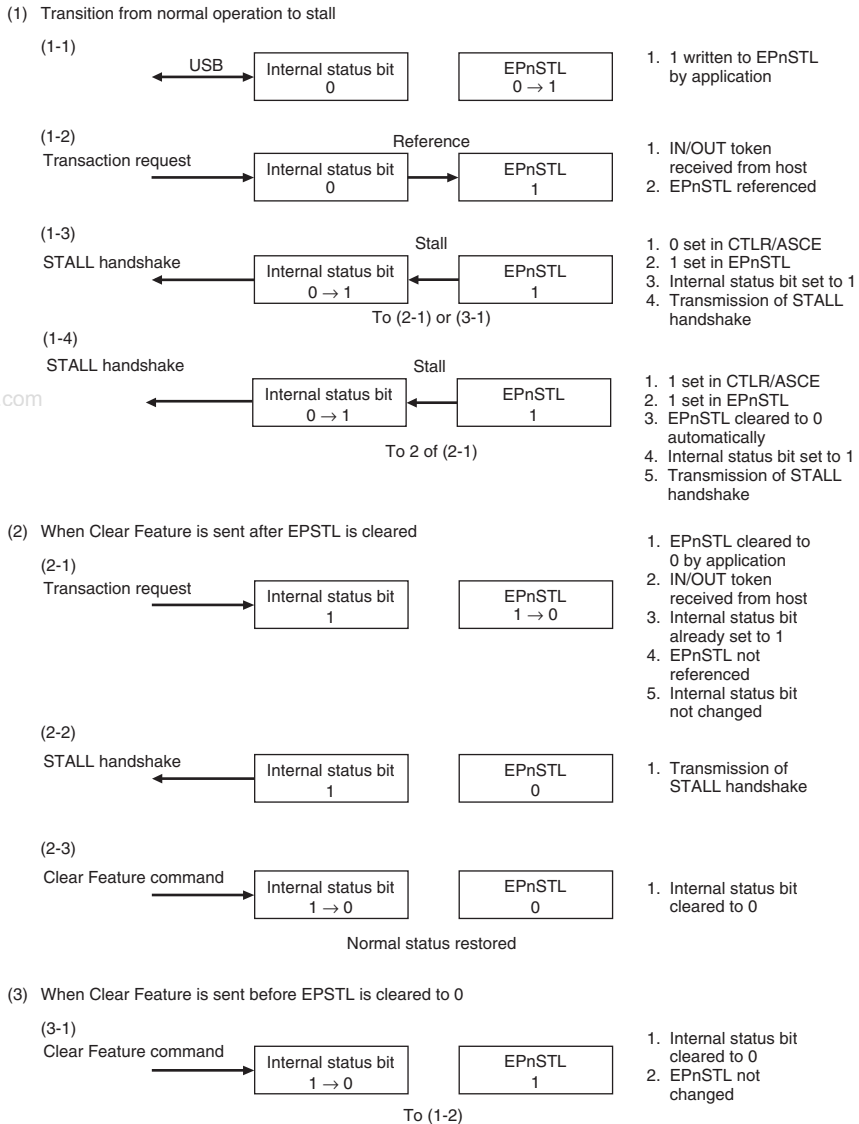 (1) Transition from normal operation to stall
(1-1)
USB
Internal status bit
0
EPnSTL
0 → 1
1. 1 written to EPnSTL
by application
(1-2)
Transaction request
Reference
Internal status bit
0
EPnSTL
1
1. IN/OUT token
received from host
2. EPnSTL referenced
(1-3)
STALL handshake
Stall
Internal status bit
0 → 1
EPnSTL
1
To (2-1) or (3-1)
1. 0 set in CTLR/ASCE
2. 1 set in EPnSTL
3. Internal status bit set to 1
4. Transmission of STALL
handshake
(1-4)
STALL handshake
Stall
.com
Internal status bit
0 → 1
EPnSTL
1
To 2 of (2-1)
1. 1 set in CTLR/ASCE
2. 1 set in EPnSTL
3. EPnSTL cleared to 0
automatically
4. Internal status bit set to 1
5. Transmission of STALL
handshake
(2) When Clear Feature is sent after EPSTL is cleared
(2-1)
Transaction request
Internal status bit
1
EPnSTL
1 → 0
1. EPnSTL cleared to
0 by application
2. IN/OUT token
received from host
3. Internal status bit
already set to 1
4. EPnSTL not
referenced
5. Internal status bit
not changed
(2-2)
STALL handshake
Internal status bit
1
EPnSTL
0
1. Transmission of
STALL handshake
(2-3)
Clear Feature command
Internal status bit
1 → 0
EPnSTL
0
1. Internal status bit
cleared to 0
Normal status restored
(3) When Clear Feature is sent before EPSTL is cleared to 0
(3-1)
Clear Feature command
Internal status bit
1 → 0
EPnSTL
1
1. Internal status bit
cleared to 0
2. EPnSTL not
changed
To (1-2)